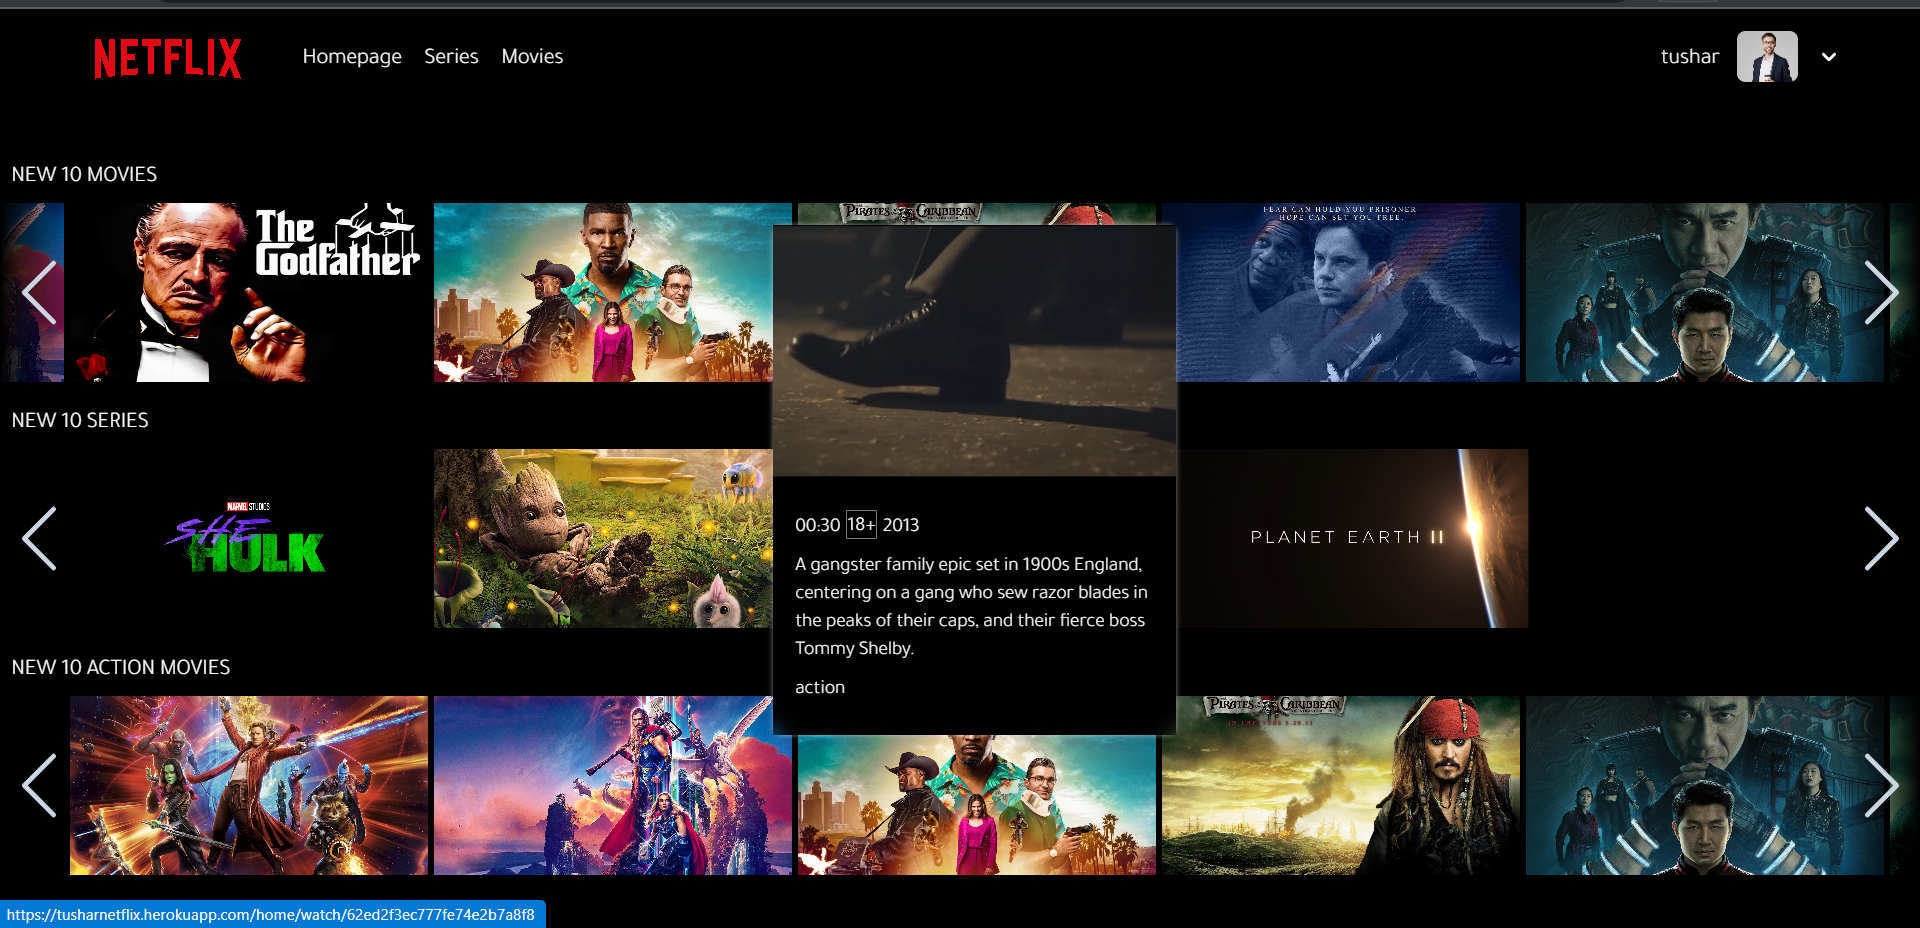 NETFLIX
Homepage Series Movies
tushar
NEW 10 MOVIES
The
Godfather
PIRATES OF THE CARIBBEAN
FEAR CAN HOLD YOU PRISONER
HOPE CAN SET YOU FREE
NEW 10 SERIES
MARVEL STUDIOS
SHE
HULK
00:30 18+ 2013
A gangster family epic set in 1900s England,
centering on a gang who sew razor blades in
the peaks of their caps, and their fierce boss
Tommy Shelby.
action
PLANET EARTH II
NEW 10 ACTION MOVIES
PIRATES OF THE CARIBBEAN
https://tusharnetflix.herokuapp.com/home/watch/62ed2f3ec777fe74e2b7a8f8